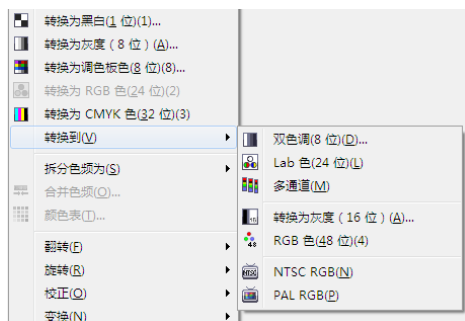 转换为黑白(1 位)(1)...
转换为灰度 ( 8 位 ) (A)...
转换为调色板色(8 位)(8)...
转换为 RGB 色(24 位)(2)
转换为 CMYK 色(32 位)(3)
转换到(V)
拆分色频为(S)
合并色频(O)...
颜色表(T)...
翻转(F)
旋转(R)
校正(O)
变换(N)
双色调(8 位)(D)...
Lab 色(24 位)(L)
多通道(M)
转换为灰度 ( 16 位 ) (A)...
RGB 色(48 位)(4)
NTSC RGB(N)
PAL RGB(P)